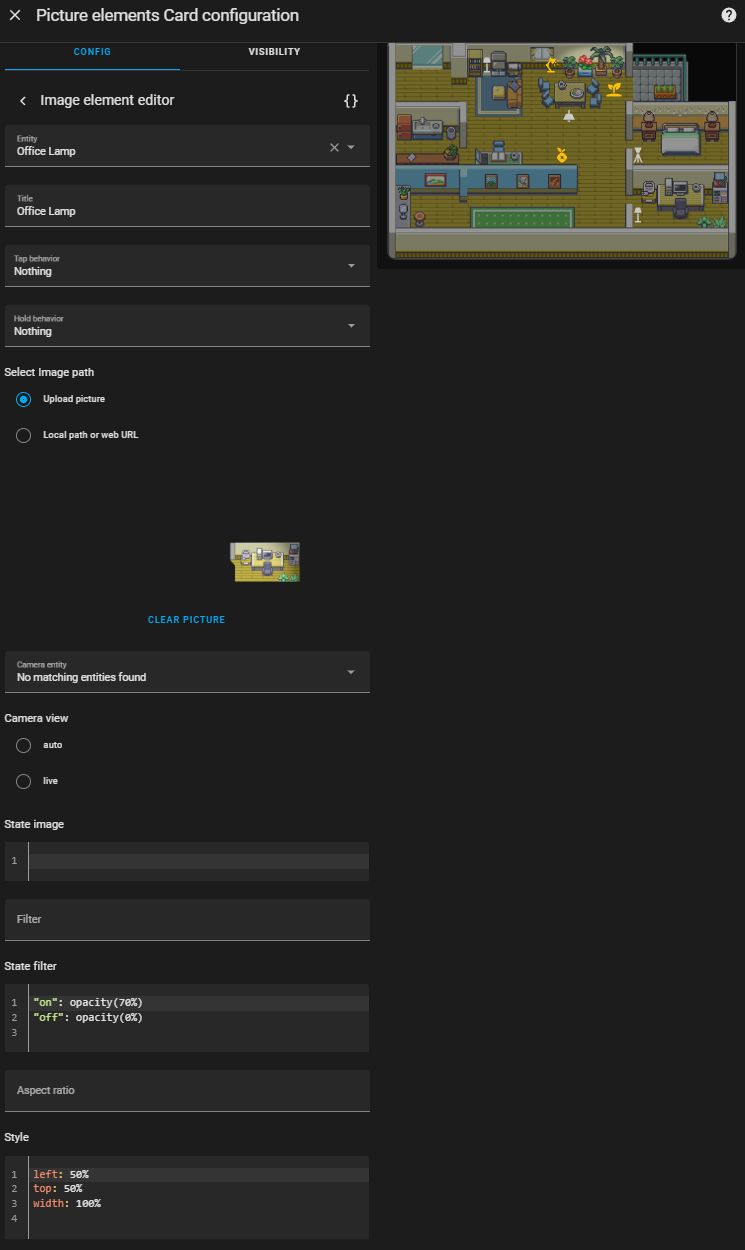 Picture elements Card configuration
CONFIG
VISIBILITY
Image element editor
{}
Entity
Office Lamp
Title
Office Lamp
Tap behavior
Nothing
Hold behavior
Nothing
Select Image path
Upload picture
Local path or web URL
CLEAR PICTURE
Camera entity
No matching entities found
Camera view
auto
live
State image
1
Filter
State filter
1 "on": opacity(70%)
2 "off": opacity(0%)
3
Aspect ratio
Style
1 left: 50%
2 top: 50%
3 width: 100%
4